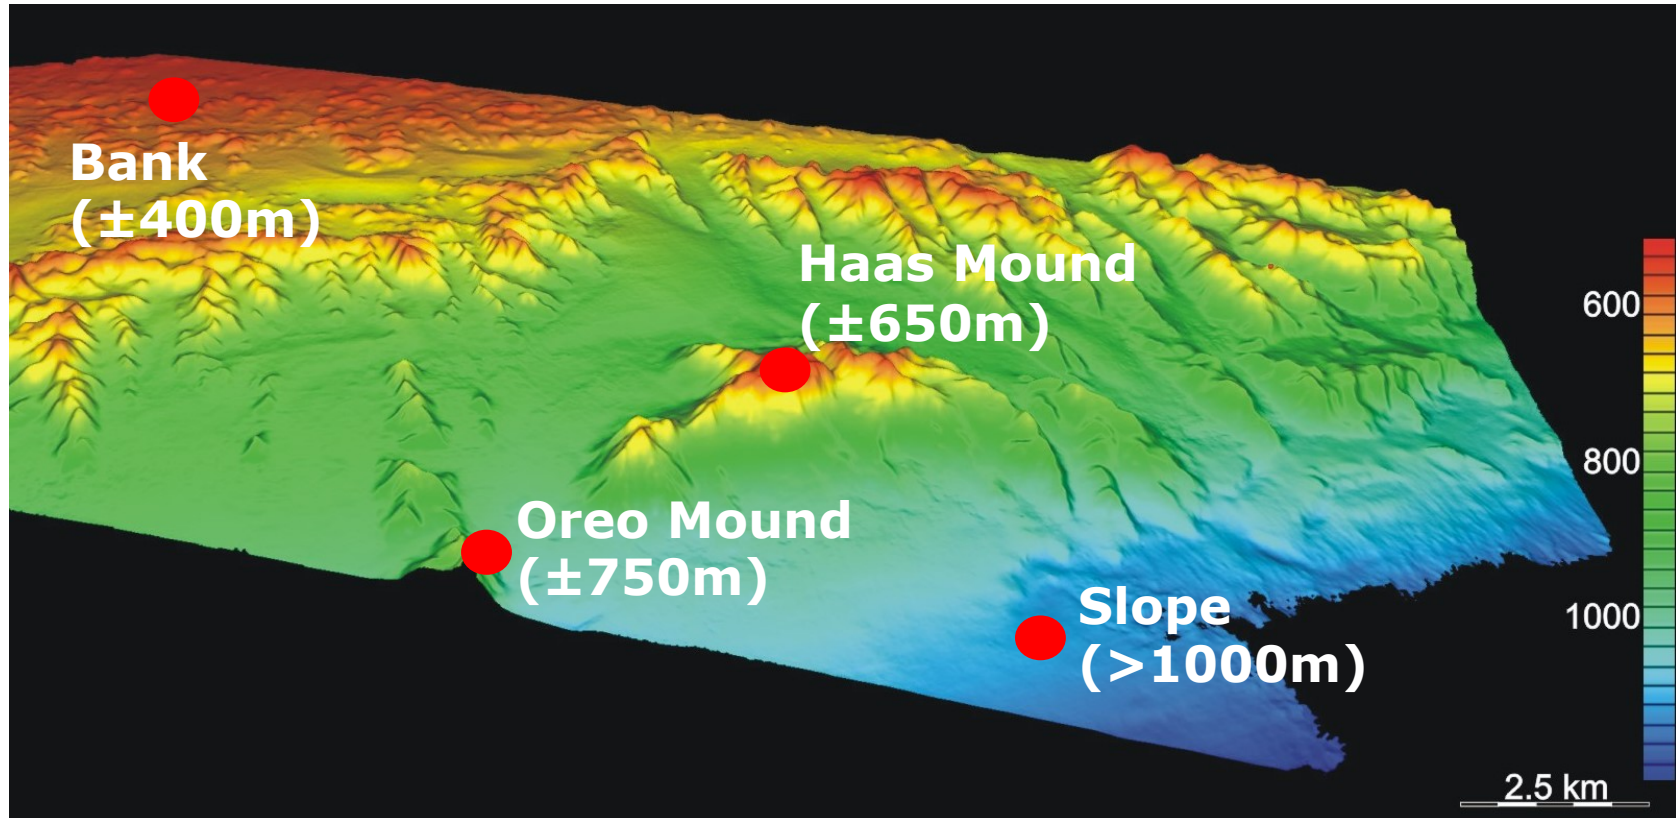 Bank
(±400m)
Haas Mound
(±650m)
600
800
Oreo Mound
(±750m)
Slope
(>1000m)
1000
2.5 km